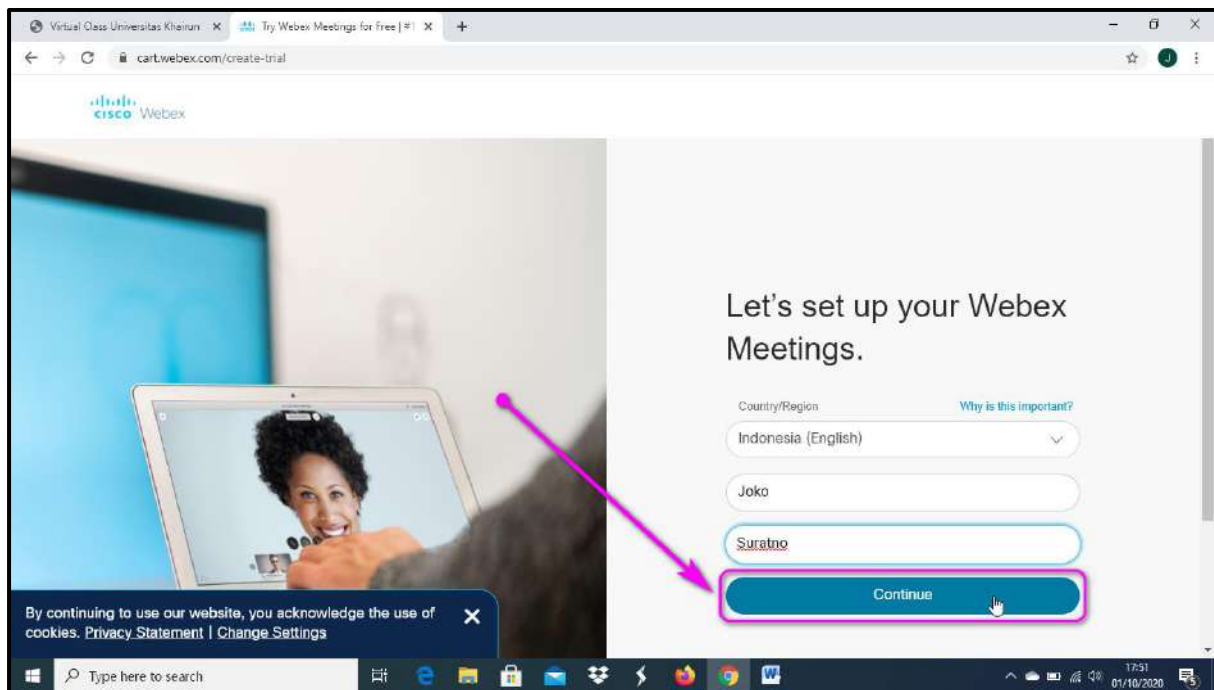 Virtual Class Universitas Khairun
Try Webex Meetings for Free | #1
cart.webex.com/create-trial
J
CISCO Webex
Let's set up your Webex
Meetings.
Country/Region
Why is this important?
Indonesia (English)
Joko
Suratno
Continue
By continuing to use our website, you acknowledge the use of
cookies. Privacy Statement | Change Settings
Type here to search
17:51
01/10/2020